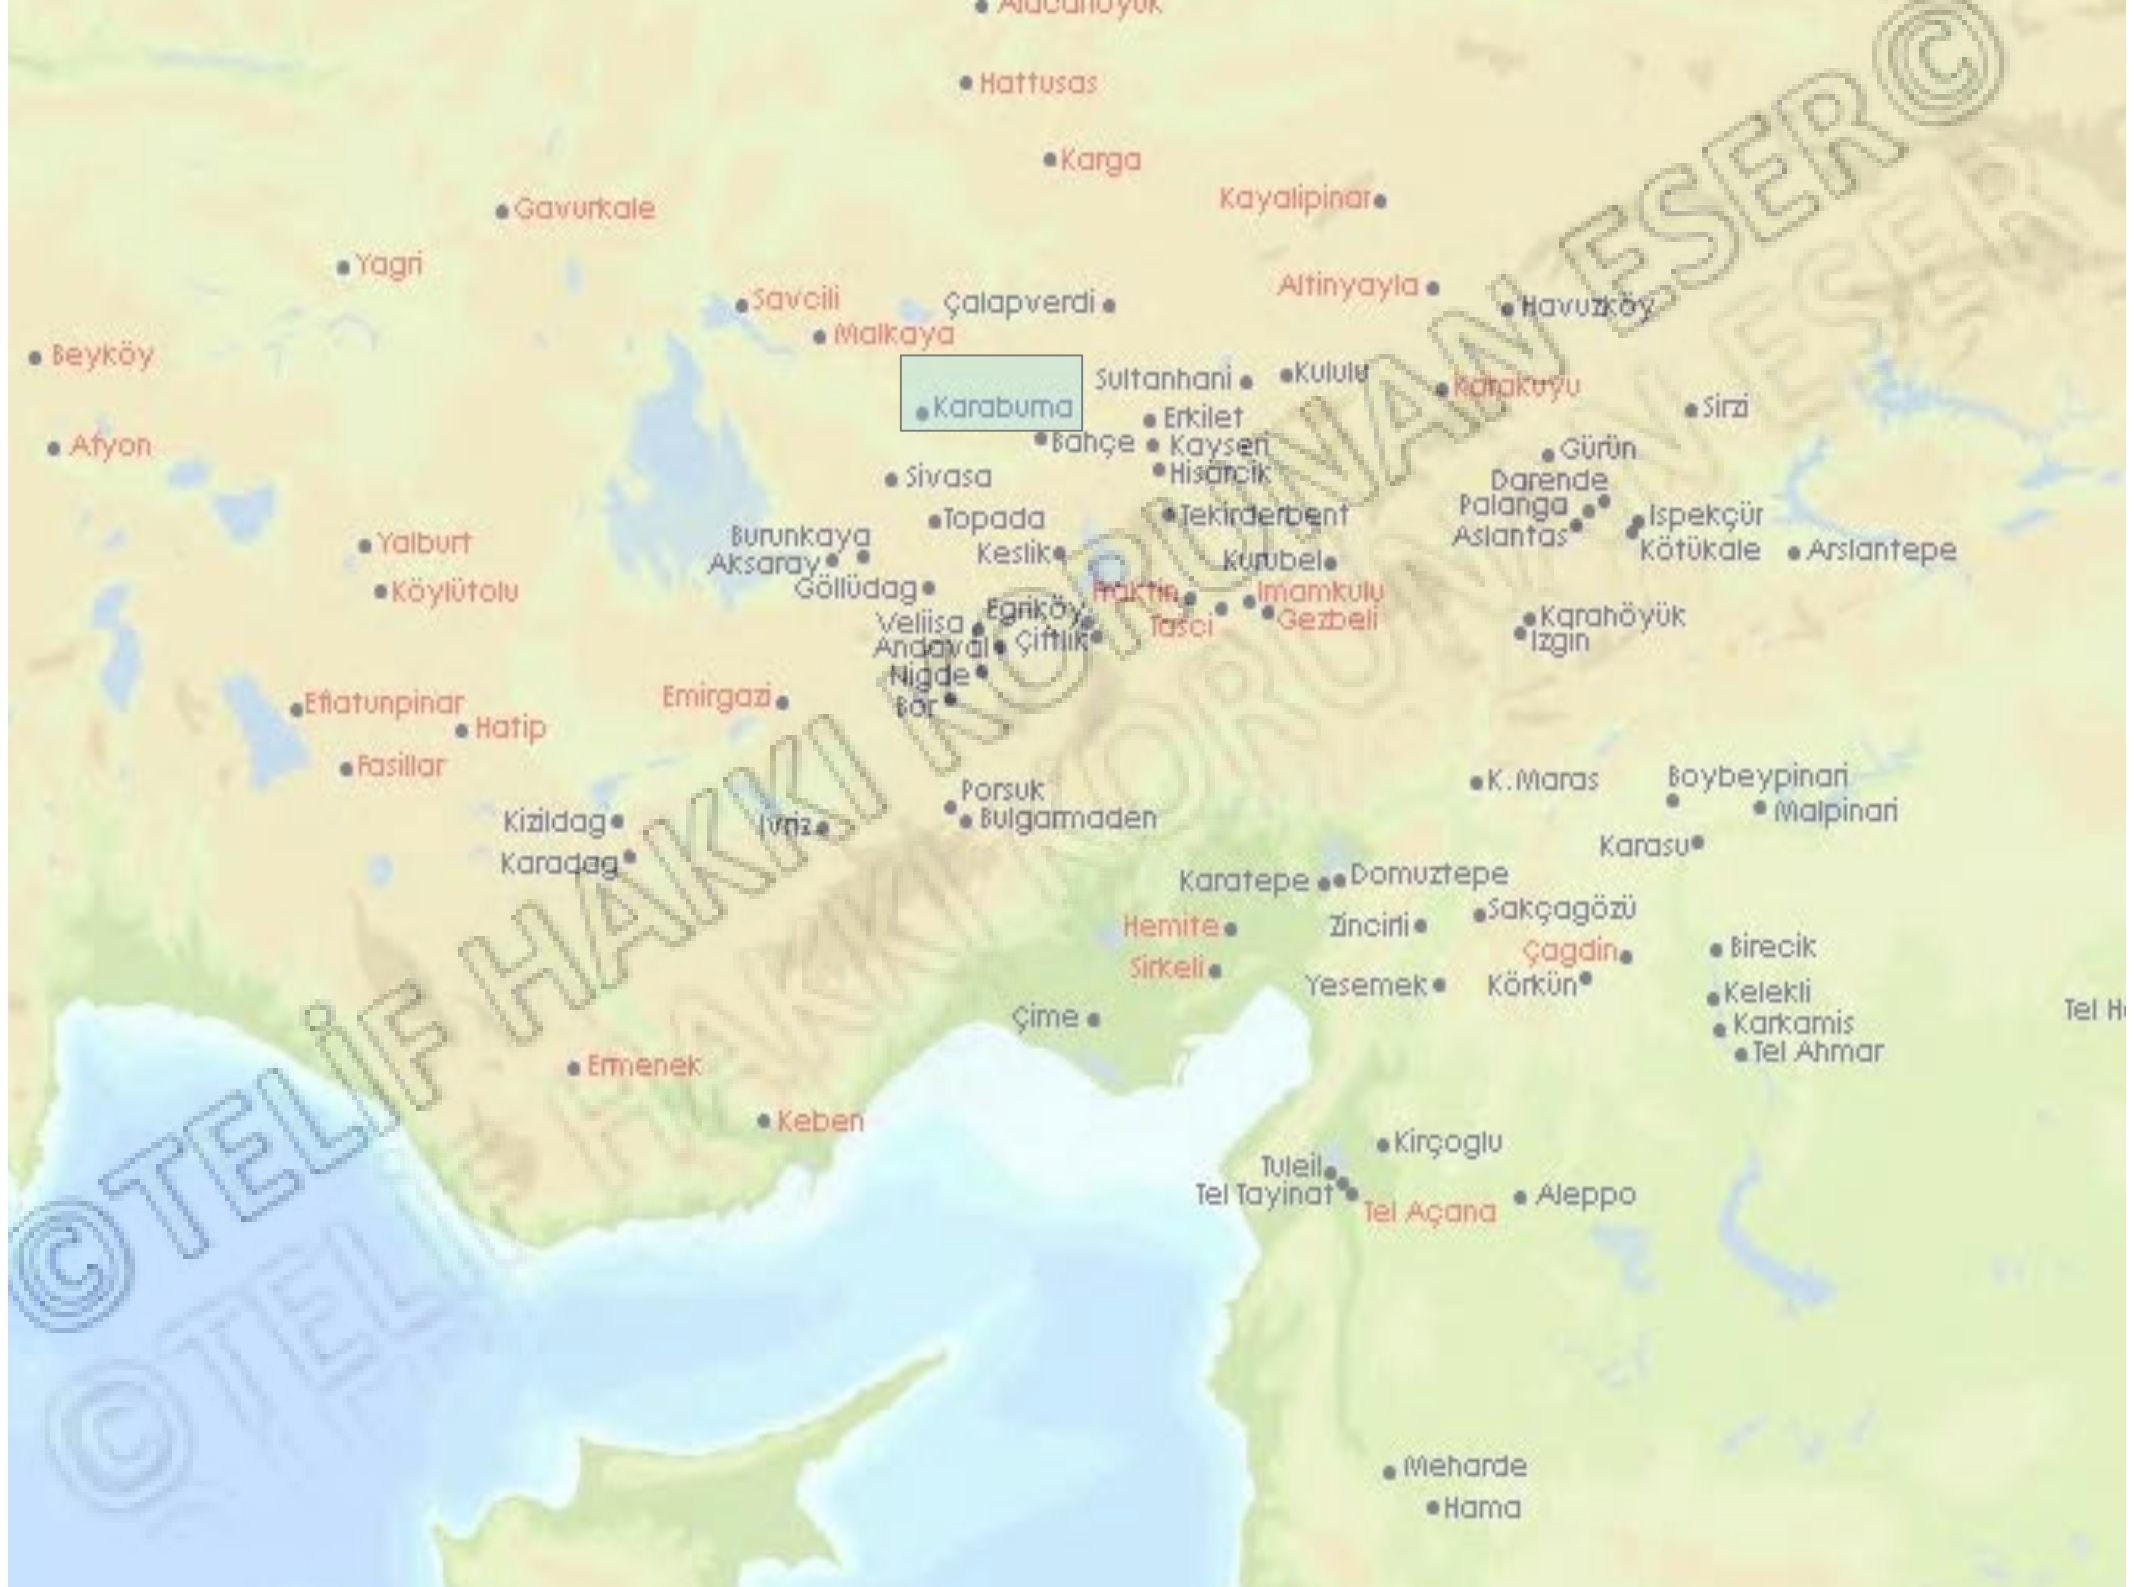 Hattusas
Karga
Kayalipinar
Gavurkale
Yagri
Altinyayla
Savcili
Çalapverdi
Havuzköy
Malkaya
Beyköy
Sultanhani
Kululu
Karakuyu
Karaburna
Sirzi
Erkilet
Afyon
Bahçe
Kayseri
Gürün
Hisarcik
Sivasa
Darende
Palanga
Topada
Tekirderbent
Ispekçür
Burunkaya
Aslantas
Yalburt
Keslik
Kötükale
Arslantepe
Aksaray
Kurubel
Göllüdag
Köylütolu
Fraktin
Imamkulu
Egriköy
Veliisa
Tasci
Gezbeli
Karahöyük
Andaval
Çiftlik
Izgin
Nigde
Emirgazi
Eflatunpinar
Bor
Hatip
Fasillar
K.Maras
Boybeypinari
Porsuk
Malpinari
Kizildag
Ivriz
Bulgarmaden
Karasu
Karadag
Karatepe
Domuztepe
Sakçagözü
Hemite
Zincirli
Birecik
Çagdin
Sirkeli
Yesemek
Körkün
Kelekli
Tel H
Çime
Karkamis
Tel Ahmar
Ermenek
Keben
Kirçoglu
Tuleil
Tel Tayinat
Aleppo
Tel Açana
Meharde
Hama
©TELİF HAKKI KORUNAN ESER©